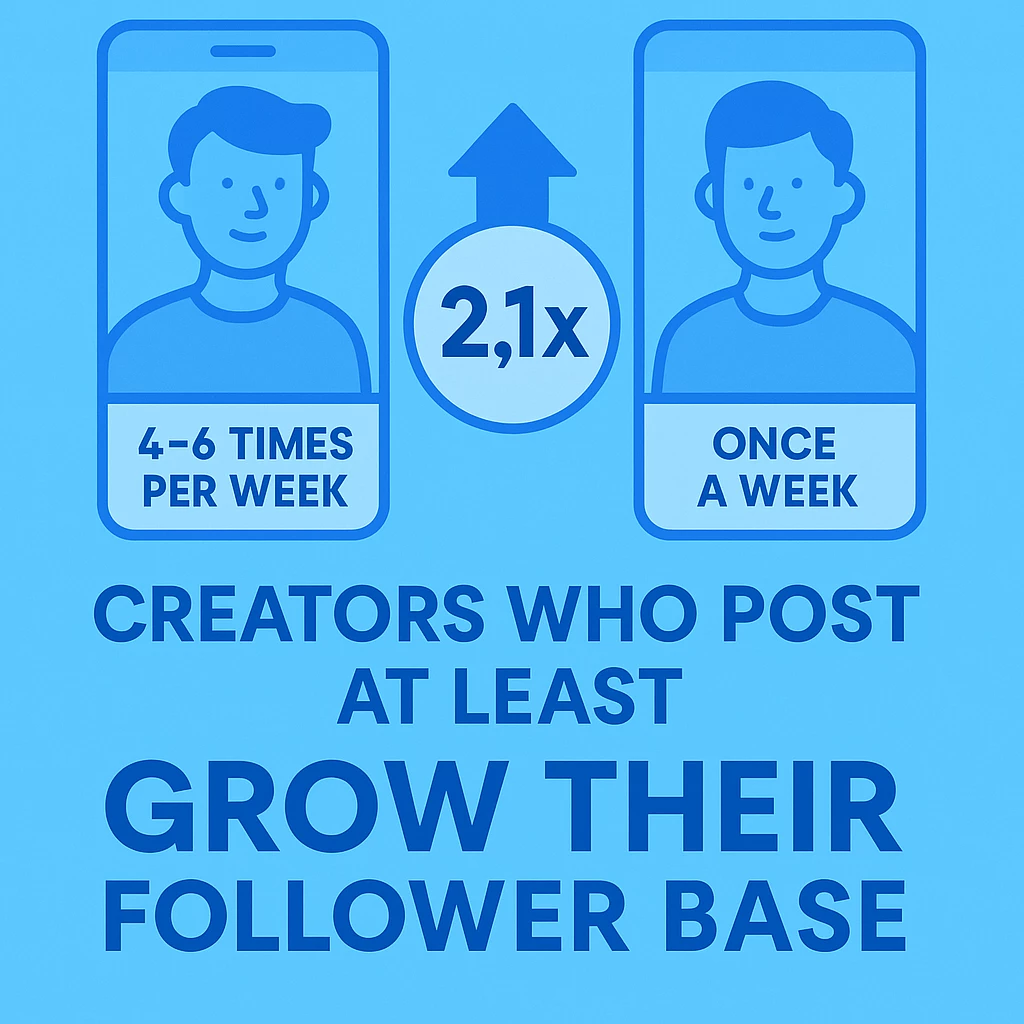 2,1x
4–6 TIMES
PER WEEK
ONCE
A WEEK
CREATORS WHO POST
AT LEAST
GROW THEIR
FOLLOWER BASE